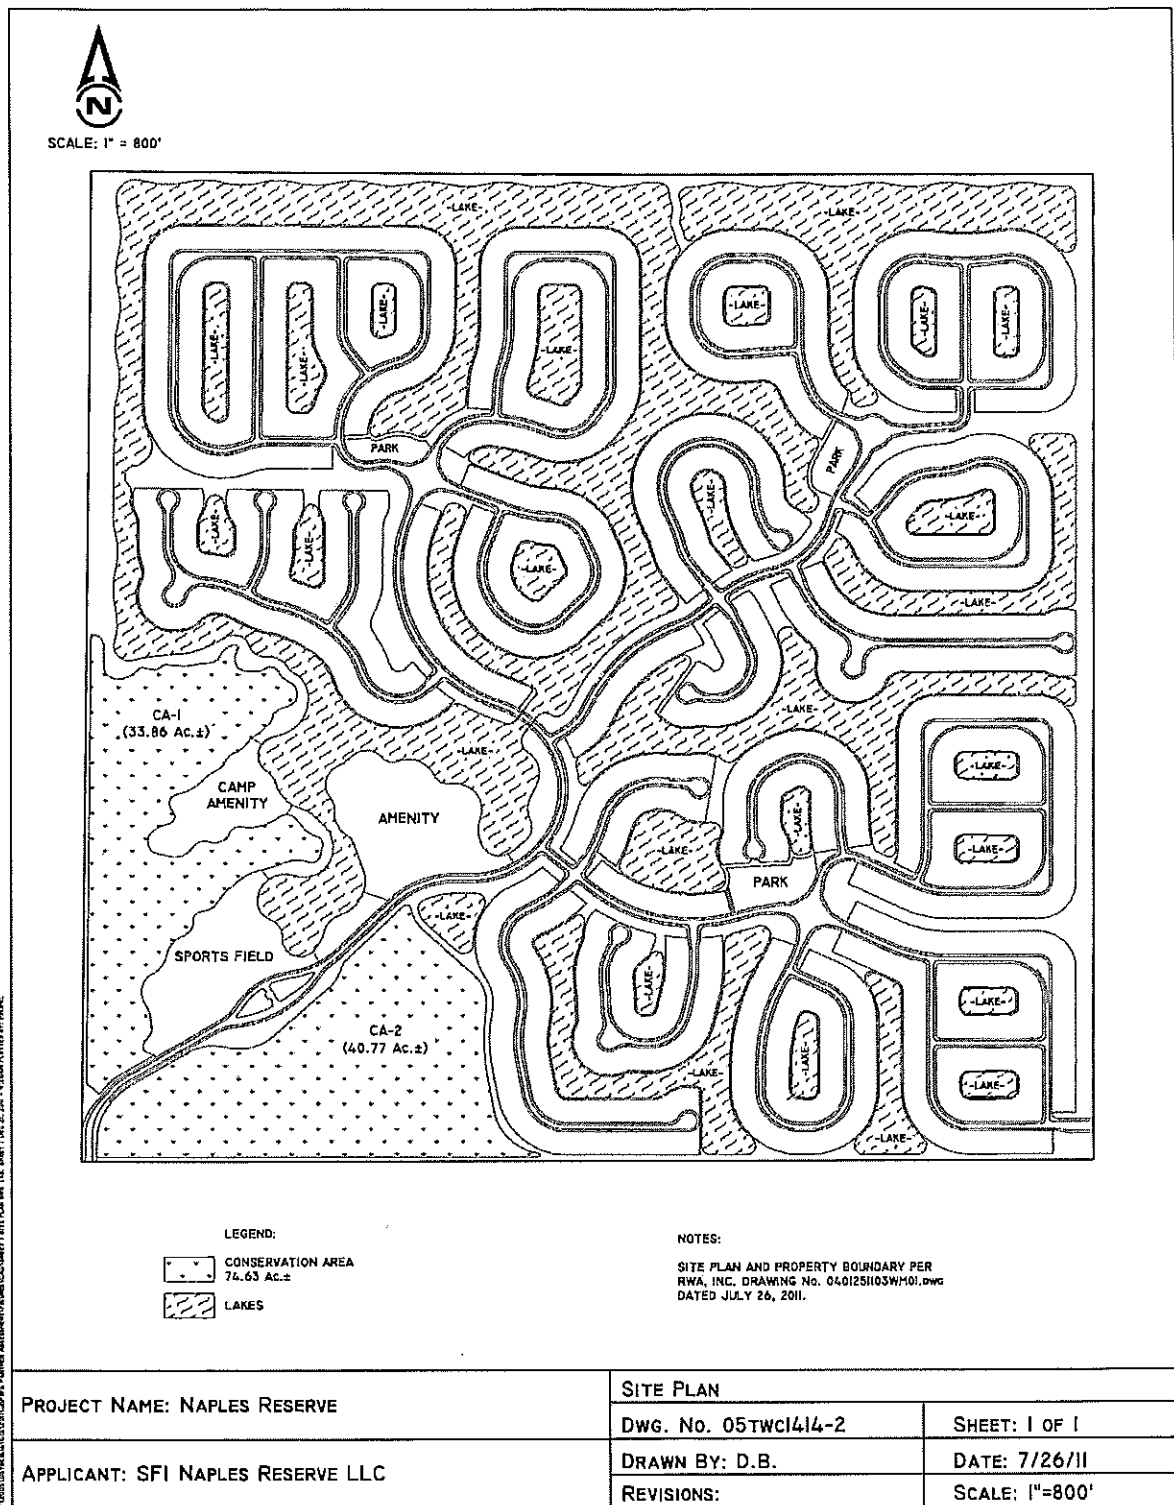 N
SCALE: 1" = 800'
-LAKE-
-LAKE-
-LAKE-
-LAKE-
-LAKE-
-LAKE-
-LAKE-
-LAKE-
-LAKE-
PARK
PARK
-LAKE-
-LAKE-
-LAKE-
-LAKE-
-LAKE-
-LAKE-
CA-1
(33.86 AC.±)
-LAKE-
-LAKE-
-LAKE-
CAMP
AMENITY
AMENITY
-LAKE-
-LAKE-
-LAKE-
PARK
-LAKE-
SPORTS FIELD
-LAKE-
-LAKE-
CA-2
(40.77 AC.±)
-LAKE-
-LAKE-
-LAKE-
-LAKE-
LEGEND:
CONSERVATION AREA
74.63 AC.±
LAKES
NOTES:
SITE PLAN AND PROPERTY BOUNDARY PER
RWA, INC. DRAWING No. 0401251103WM01.DWG
DATED JULY 26, 2011.
PROJECT NAME: NAPLES RESERVE
APPLICANT: SFI NAPLES RESERVE LLC
SITE PLAN
DWG. No. 05TWC1414-2
SHEET: 1 OF 1
DRAWN BY: D.B.
DATE: 7/26/11
REVISIONS:
SCALE: 1"=800'